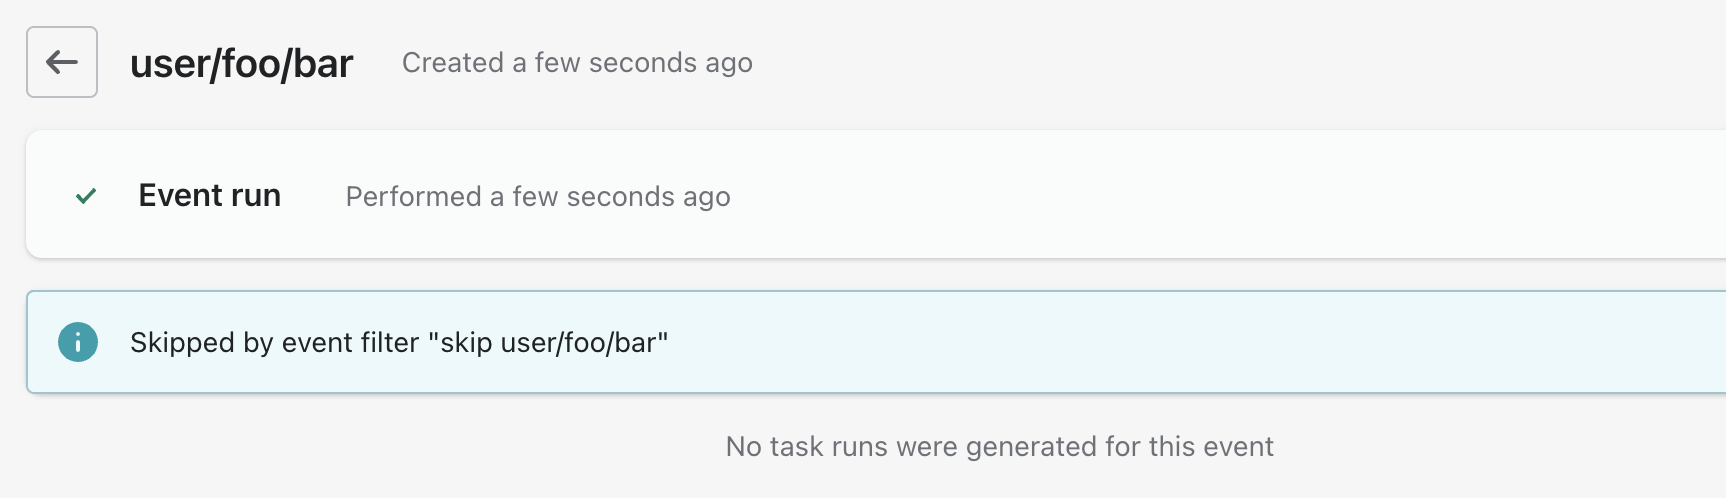 user/foo/bar Created a few seconds ago
Event run Performed a few seconds ago
Skipped by event filter "skip user/foo/bar"
No task runs were generated for this event